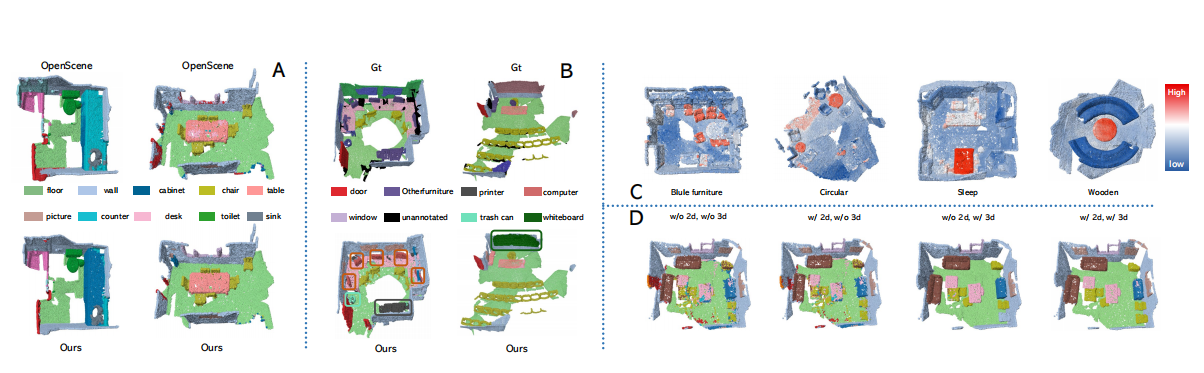 OpenScene
OpenScene
A
floor
wall
cabinet
chair
table
picture
counter
desk
toilet
sink
Ours
Ours
Gt
Gt
B
door
Otherfurniture
printer
computer
window
unannotated
trash can
whiteboard
Ours
Ours
High
low
C
Blule furniture
Circular
Sleep
Wooden
D
w/o 2d, w/o 3d
w/ 2d, w/o 3d
w/o 2d, w/ 3d
w/ 2d, w/ 3d